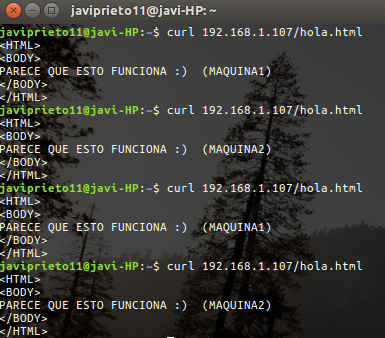 javiprieto11@javi-HP: ~
javiprieto11@javi-HP:~$ curl 192.168.1.107/hola.html
<HTML>
<BODY>
PARECE QUE ESTO FUNCIONA :)  (MAQUINA1)
</BODY>
</HTML>
javiprieto11@javi-HP:~$ curl 192.168.1.107/hola.html
<HTML>
<BODY>
PARECE QUE ESTO FUNCIONA :)  (MAQUINA2)
</BODY>
</HTML>
javiprieto11@javi-HP:~$ curl 192.168.1.107/hola.html
<HTML>
<BODY>
PARECE QUE ESTO FUNCIONA :)  (MAQUINA1)
</BODY>
</HTML>
javiprieto11@javi-HP:~$ curl 192.168.1.107/hola.html
<HTML>
<BODY>
PARECE QUE ESTO FUNCIONA :)  (MAQUINA2)
</BODY>
</HTML>